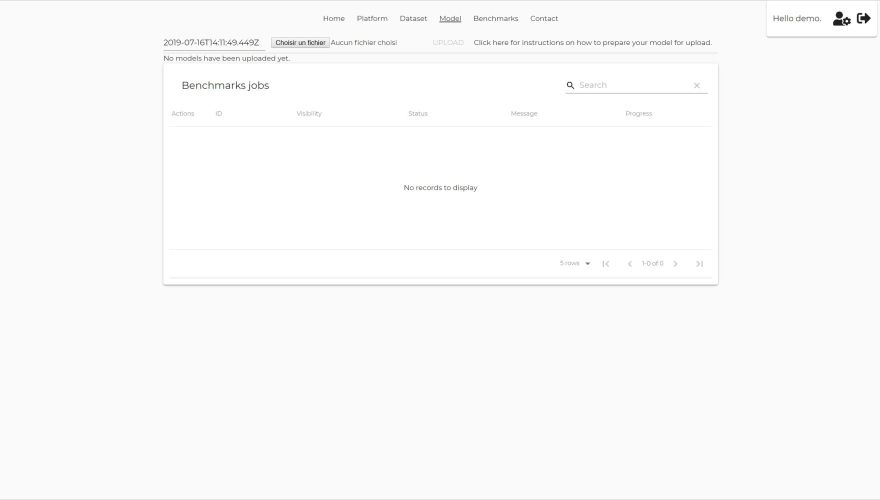 Home Platform Dataset Model Benchmarks Contact
Hello demo.
2019-07-16T14:11:49.449Z Choisir un fichier Aucun fichier choisi UPLOAD Click here for instructions on how to prepare your model for upload.
No models have been uploaded yet.
Benchmarks jobs
Search
Actions ID Visibility Status Message Progress
No records to display
5 rows 1-0 of 0